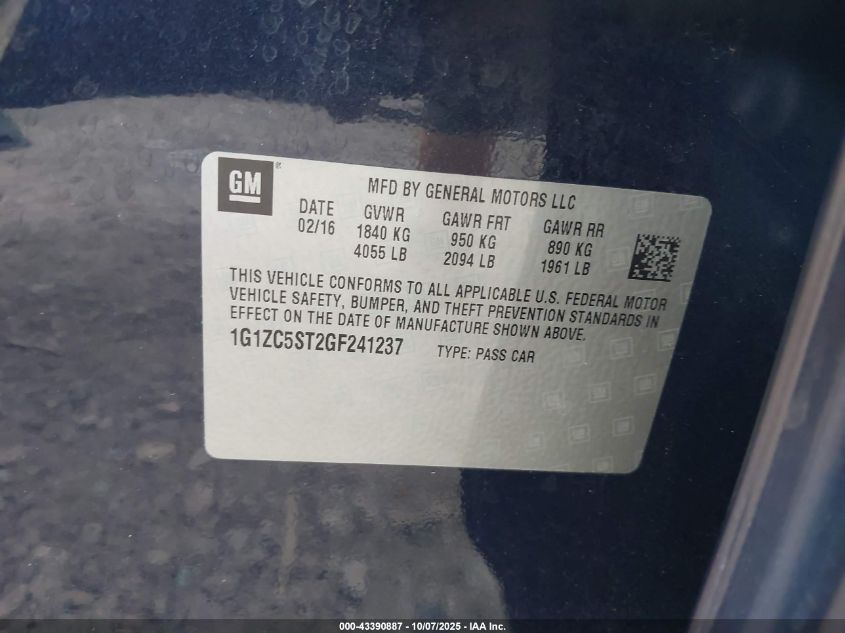 GM
®
MFD BY GENERAL MOTORS LLC
DATE GVWR GAWR FRT GAWR RR
02/16 1840 KG 950 KG 890 KG
4055 LB 2094 LB 1961 LB
THIS VEHICLE CONFORMS TO ALL APPLICABLE U.S. FEDERAL MOTOR
VEHICLE SAFETY, BUMPER, AND THEFT PREVENTION STANDARDS IN
EFFECT ON THE DATE OF MANUFACTURE SHOWN ABOVE.
1G1ZC5ST2GF241237 TYPE: PASS CAR
000-43390887 - 10/07/2025 - IAA Inc.